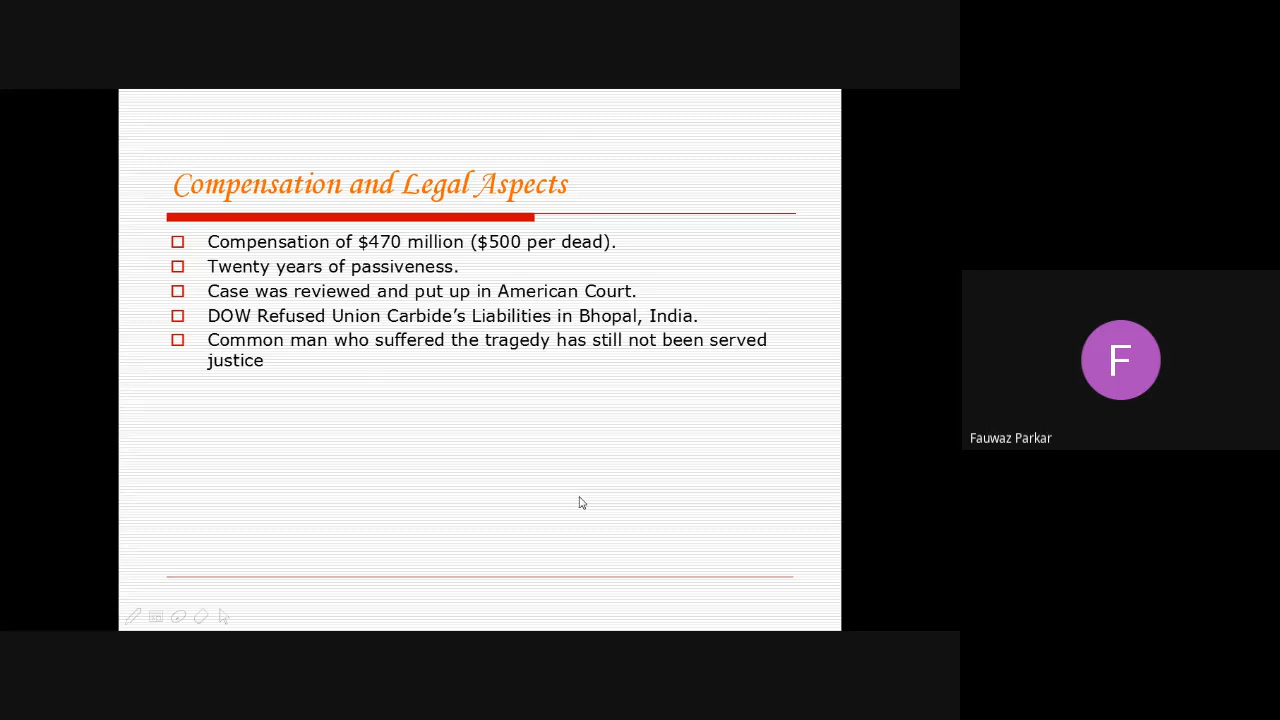 Compensation and Legal Aspects
Compensation of $470 million ($500 per dead).
Twenty years of passiveness.
Case was reviewed and put up in American Court.
DOW Refused Union Carbide’s Liabilities in Bhopal, India.
Common man who suffered the tragedy has still not been served
justice
F
Fauwaz Parkar